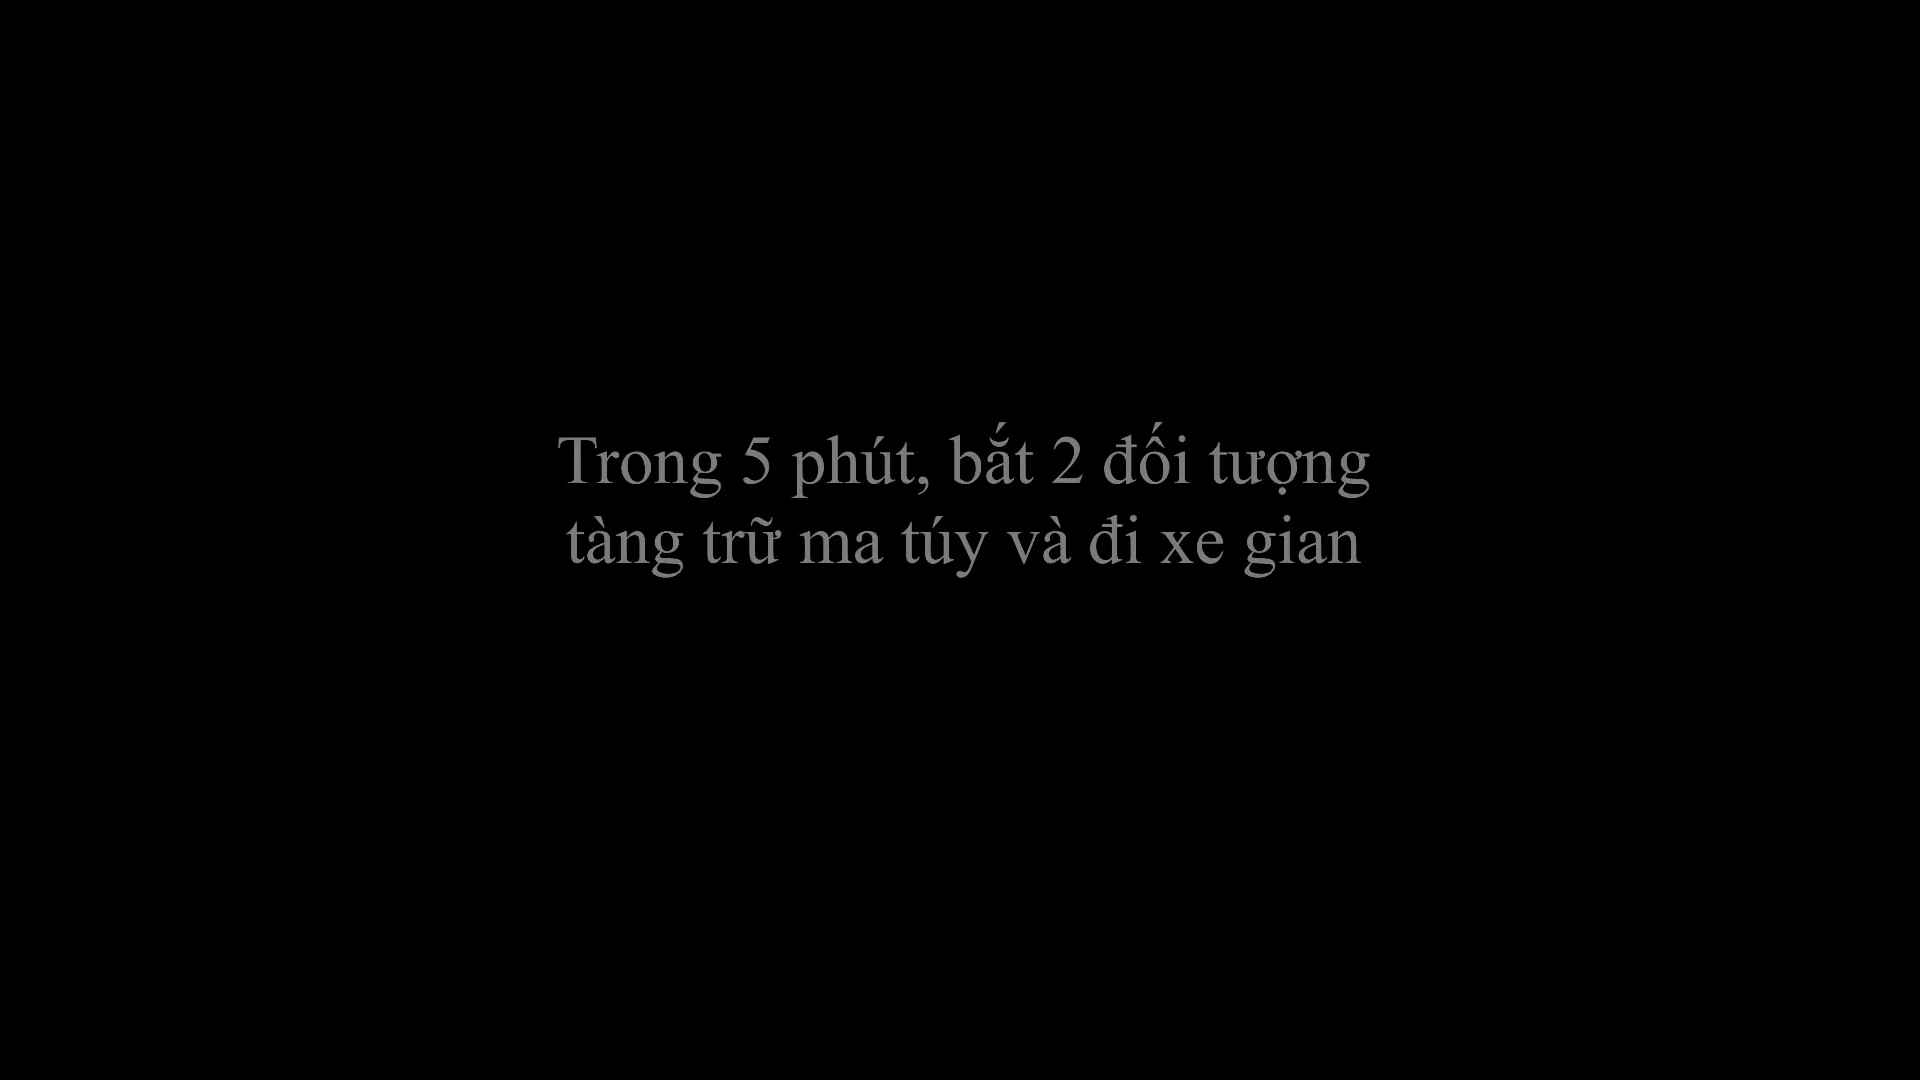 Trong 5 phút, bắt 2 đối tượng
tàng trữ ma túy và đi xe gian